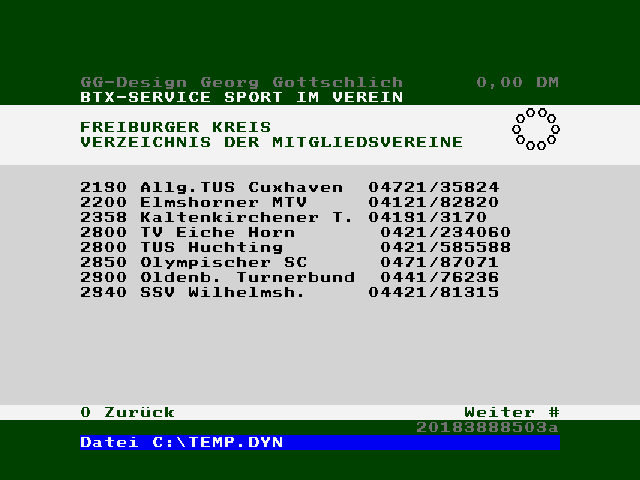 GG-Design Georg Gottschlich 0,00 DM
BTX-SERVICE SPORT IM VEREIN
FREIBURGER KREIS
VERZEICHNIS DER MITGLIEDSVEREINE
2190 Allg.TUS Cuxhaven 04721/35824
2200 Elmshorner MTV 04121/82820
2358 Kaltenkirchener T. 04191/3170
2800 TV Eiche Horn 0421/234060
2800 TUS Huchting 0421/585588
2850 Olympischer SC 0471/87071
2900 Oldenb. Turnerbund 0441/76236
2940 SSV Wilhelmsh. 04421/81315
0 Zurück Weiter #
20183888503a
Datei C:\TEMP.DYN